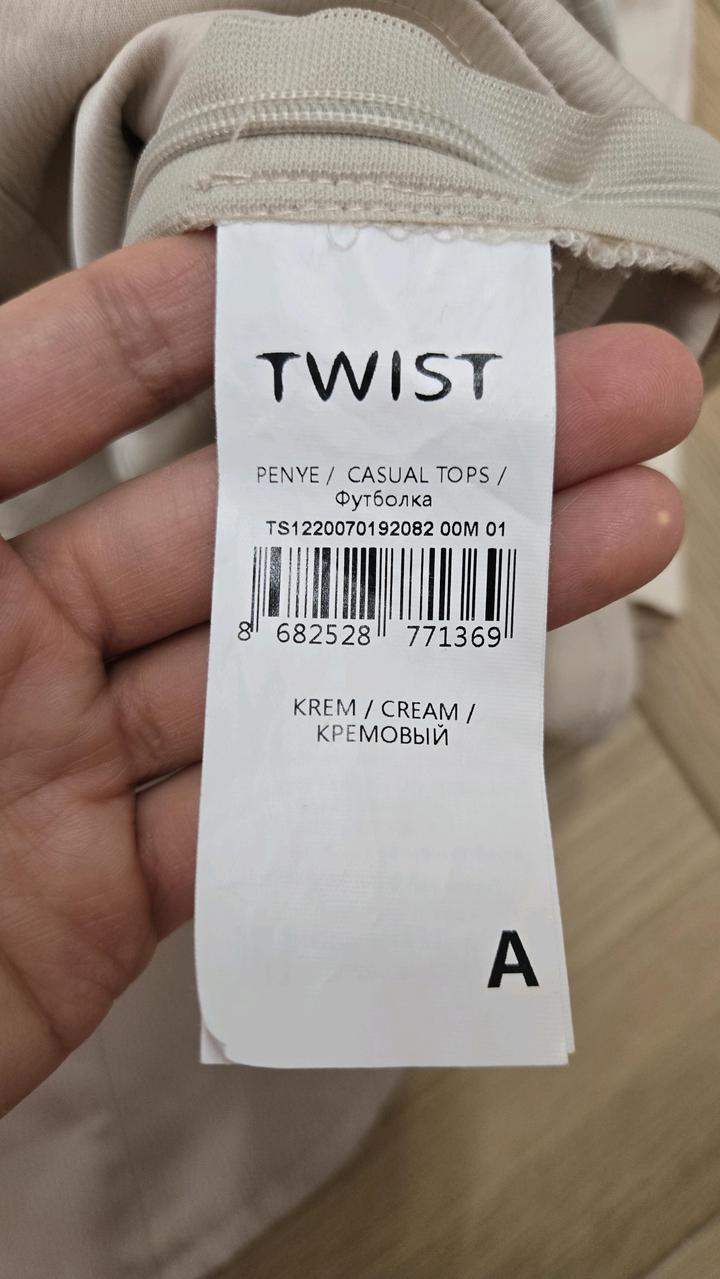 TWIST
PENYE / CASUAL TOPS /
Футболка
TS1220070192082 00M 01
8 682528 771369
KREM / CREAM /
КРЕМОВЫЙ
A